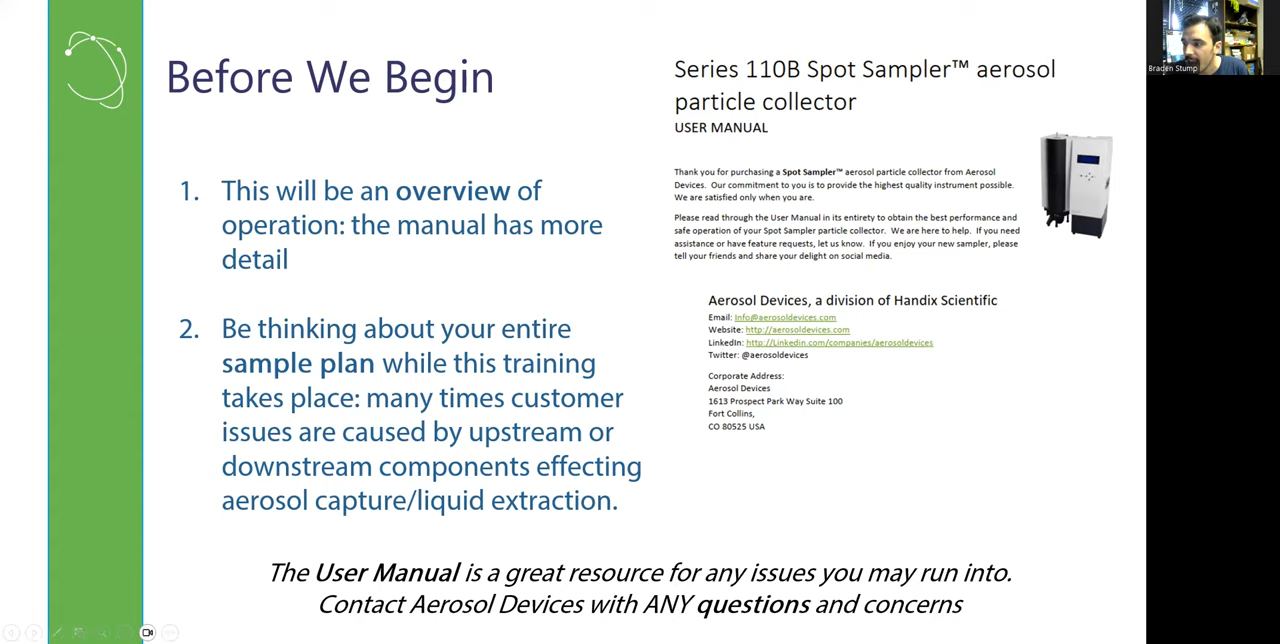 Before We Begin
1. This will be an overview of
operation: the manual has more
detail
2. Be thinking about your entire
sample plan while this training
takes place: many times customer
issues are caused by upstream or
downstream components effecting
aerosol capture/liquid extraction.
Series 110B Spot Sampler™ aerosol
particle collector
USER MANUAL
Thank you for purchasing a Spot Sampler™ aerosol particle collector from Aerosol
Devices. Our commitment to you is to provide the highest quality instrument possible.
We are satisfied only when you are.
Please read through the User Manual in its entirety to obtain the best performance and
safe operation of your Spot Sampler particle collector. We are here to help. If you need
assistance or have feature requests, let us know. If you enjoy your new sampler, please
tell your friends and share your delight on social media.
Aerosol Devices, a division of Handix Scientific
Email: Info@aerosoldevices.com
Website: http://aerosoldevices.com
LinkedIn: http://Linkedin.com/companies/aerosoldevices
Twitter: @aerosoldevices
Corporate Address:
Aerosol Devices
1613 Prospect Park Way Suite 100
Fort Collins,
CO 80525 USA
The User Manual is a great resource for any issues you may run into.
Contact Aerosol Devices with ANY questions and concerns
Braden Stump